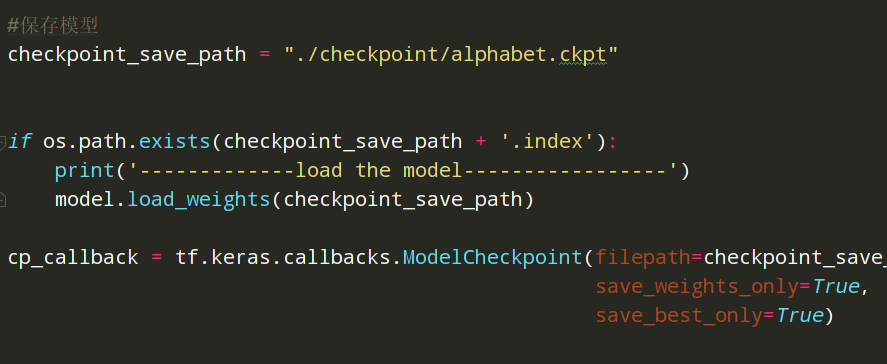 #保存模型
checkpoint_save_path = "./checkpoint/alphabet.ckpt"
if os.path.exists(checkpoint_save_path + '.index'):
print('-------------load the model-----------------')
model.load_weights(checkpoint_save_path)
cp_callback = tf.keras.callbacks.ModelCheckpoint(filepath=checkpoint_save_
save_weights_only=True,
save_best_only=True)